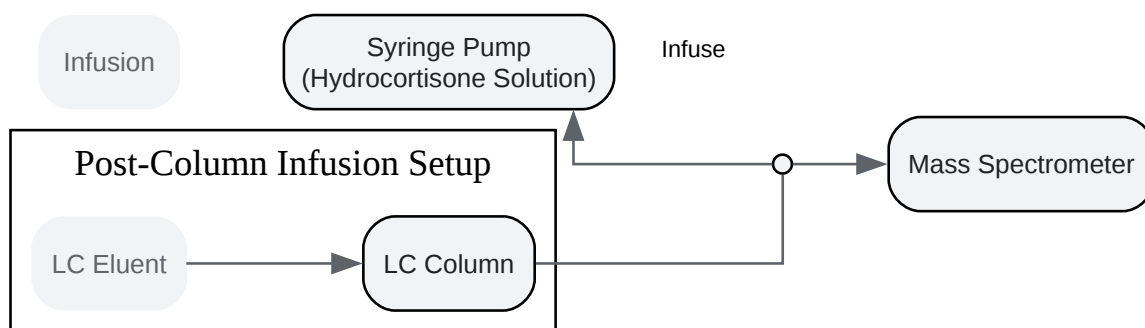 Infusion
Syringe Pump
(Hydrocortisone Solution)
Infuse
Post-Column Infusion Setup
Mass Spectrometer
LC Eluent
LC Column